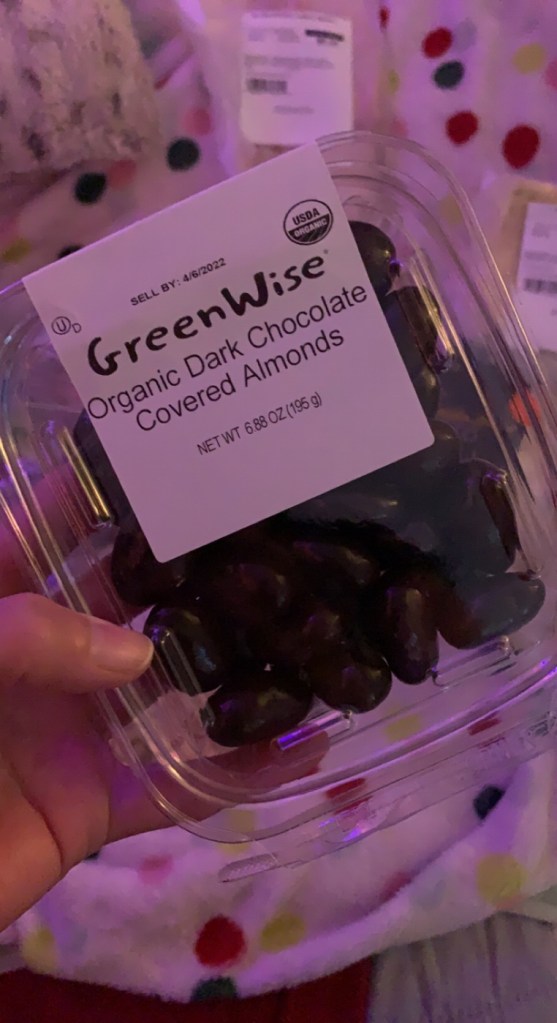 USDA
ORGANIC
SELL BY: 4/6/2022
U D
GreenWise
Organic Dark Chocolate
Covered Almonds
NET WT 6.88 OZ (195 g)